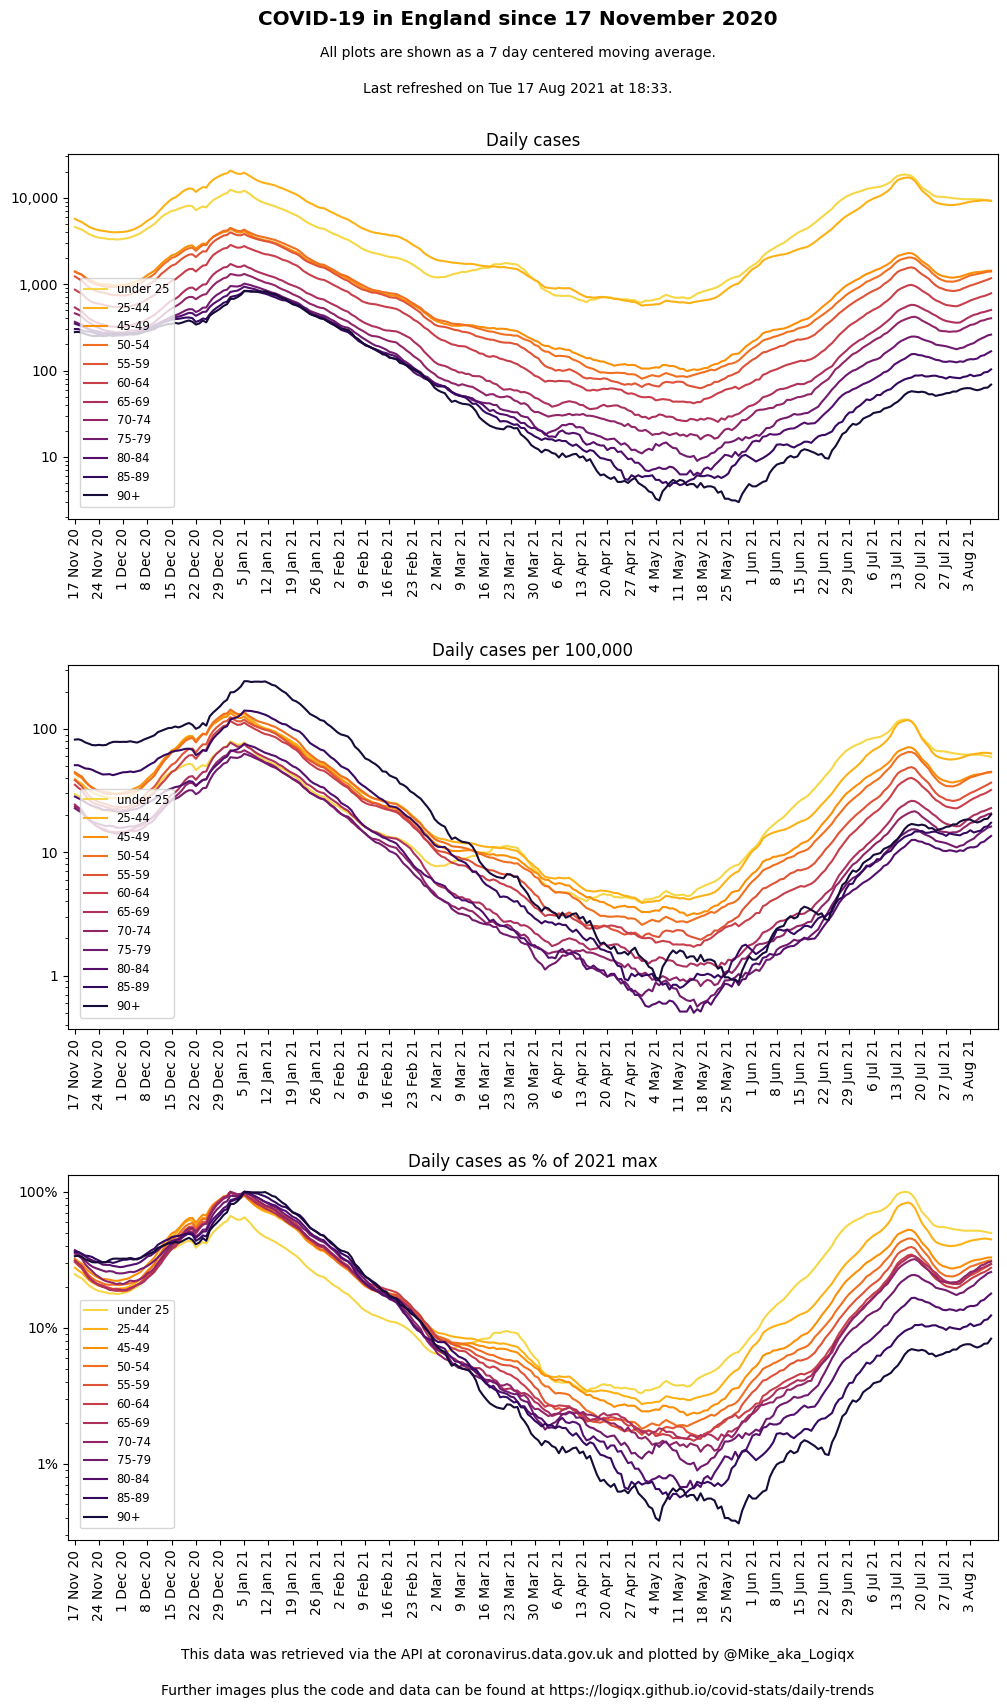 COVID-19 in England since 17 November 2020
All plots are shown as a 7 day centered moving average.
Last refreshed on Tue 17 Aug 2021 at 18:33.
Daily cases
10,000
1,000
100
10
under 25
25-44
45-49
50-54
55-59
60-64
65-69
70-74
75-79
80-84
85-89
90+
17 Nov 20
24 Nov 20
1 Dec 20
8 Dec 20
15 Dec 20
22 Dec 20
29 Dec 20
5 Jan 21
12 Jan 21
19 Jan 21
26 Jan 21
2 Feb 21
9 Feb 21
16 Feb 21
23 Feb 21
2 Mar 21
9 Mar 21
16 Mar 21
23 Mar 21
30 Mar 21
6 Apr 21
13 Apr 21
20 Apr 21
27 Apr 21
4 May 21
11 May 21
18 May 21
25 May 21
1 Jun 21
8 Jun 21
15 Jun 21
22 Jun 21
29 Jun 21
6 Jul 21
13 Jul 21
20 Jul 21
27 Jul 21
3 Aug 21
Daily cases per 100,000
100
10
1
under 25
25-44
45-49
50-54
55-59
60-64
65-69
70-74
75-79
80-84
85-89
90+
17 Nov 20
24 Nov 20
1 Dec 20
8 Dec 20
15 Dec 20
22 Dec 20
29 Dec 20
5 Jan 21
12 Jan 21
19 Jan 21
26 Jan 21
2 Feb 21
9 Feb 21
16 Feb 21
23 Feb 21
2 Mar 21
9 Mar 21
16 Mar 21
23 Mar 21
30 Mar 21
6 Apr 21
13 Apr 21
20 Apr 21
27 Apr 21
4 May 21
11 May 21
18 May 21
25 May 21
1 Jun 21
8 Jun 21
15 Jun 21
22 Jun 21
29 Jun 21
6 Jul 21
13 Jul 21
20 Jul 21
27 Jul 21
3 Aug 21
Daily cases as % of 2021 max
100%
10%
1%
under 25
25-44
45-49
50-54
55-59
60-64
65-69
70-74
75-79
80-84
85-89
90+
17 Nov 20
24 Nov 20
1 Dec 20
8 Dec 20
15 Dec 20
22 Dec 20
29 Dec 20
5 Jan 21
12 Jan 21
19 Jan 21
26 Jan 21
2 Feb 21
9 Feb 21
16 Feb 21
23 Feb 21
2 Mar 21
9 Mar 21
16 Mar 21
23 Mar 21
30 Mar 21
6 Apr 21
13 Apr 21
20 Apr 21
27 Apr 21
4 May 21
11 May 21
18 May 21
25 May 21
1 Jun 21
8 Jun 21
15 Jun 21
22 Jun 21
29 Jun 21
6 Jul 21
13 Jul 21
20 Jul 21
27 Jul 21
3 Aug 21
This data was retrieved via the API at coronavirus.data.gov.uk and plotted by @Mike_aka_Logiqx
Further images plus the code and data can be found at https://logiqx.github.io/covid-stats/daily-trends